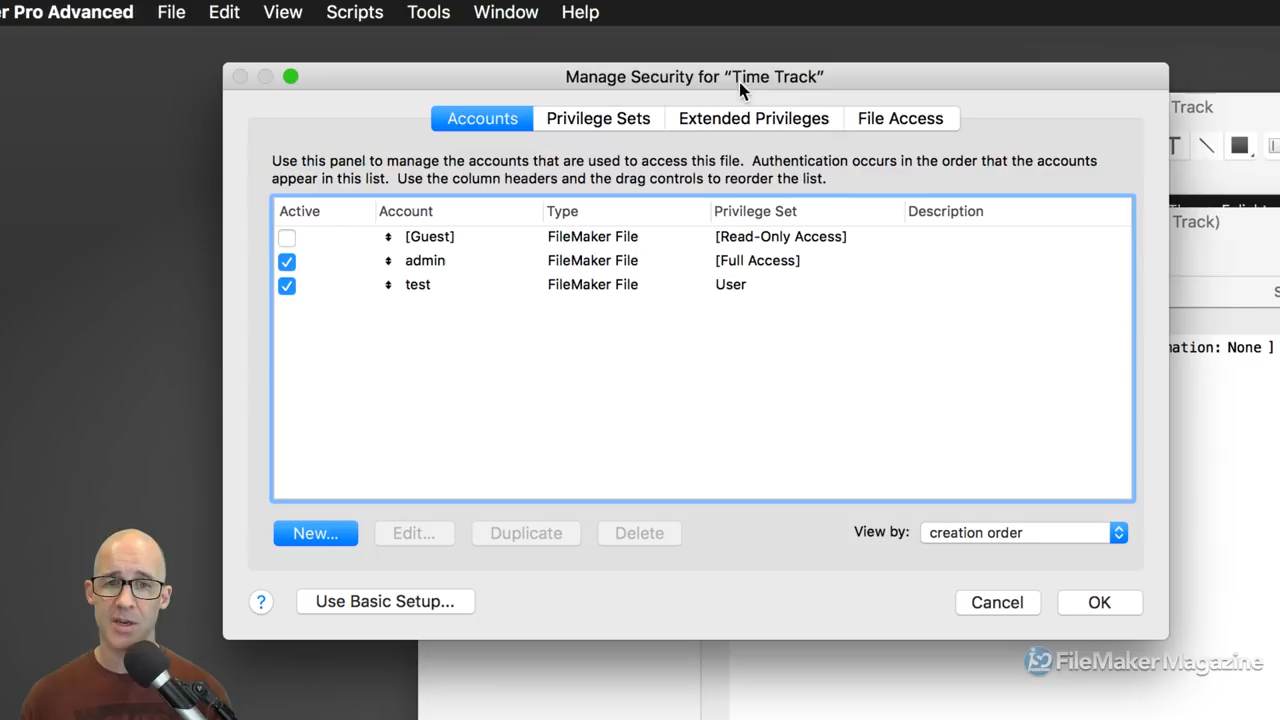 er Pro Advanced File Edit View Scripts Tools Window Help
Manage Security for “Time Track”
Track
Accounts Privilege Sets Extended Privileges File Access
T
Use this panel to manage the accounts that are used to access this file. Authentication occurs in the order that the accounts
appear in this list. Use the column headers and the drag controls to reorder the list.
Active Account Type Privilege Set Description
Track)
[Guest] FileMaker File [Read-Only Access]
admin FileMaker File [Full Access]
test FileMaker File User
S
mation: None ]
New... Edit... Duplicate Delete View by: creation order
? Use Basic Setup... Cancel OK
FileMaker Magazine